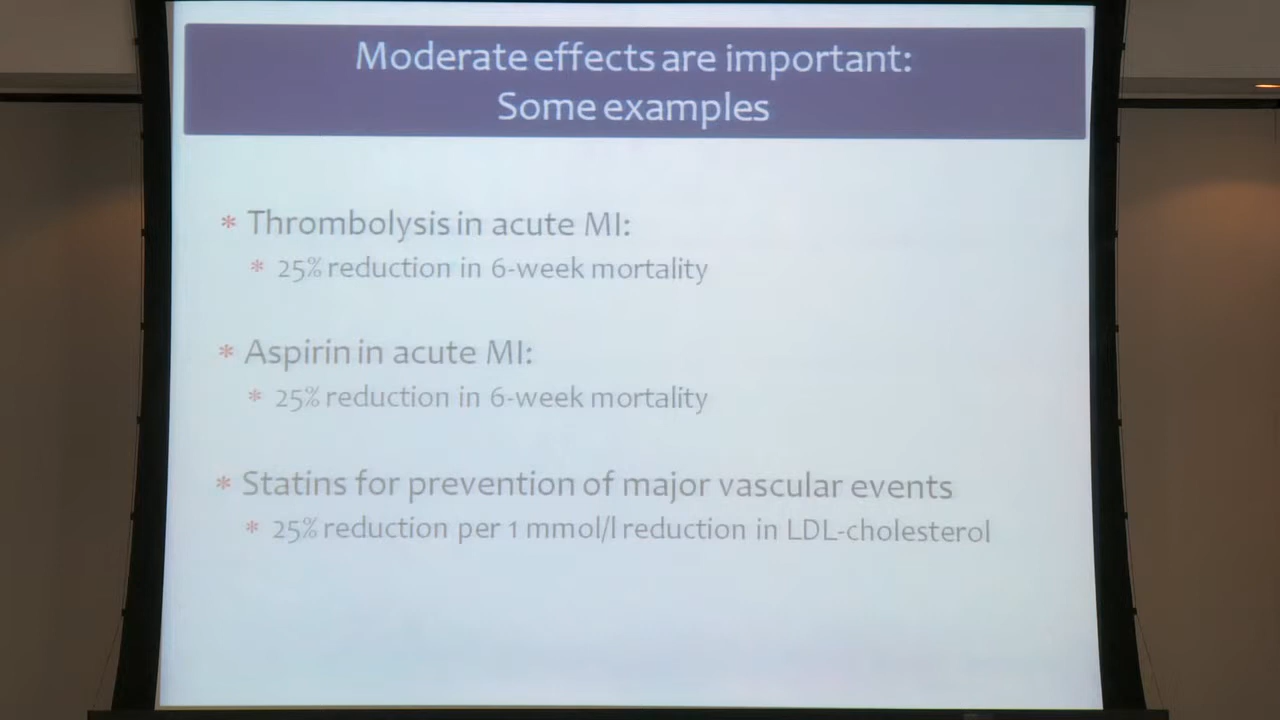 Moderate effects are important:
Some examples
* Thrombolysis in acute MI:
* 25% reduction in 6-week mortality
* Aspirin in acute MI:
* 25% reduction in 6-week mortality
* Statins for prevention of major vascular events
* 25% reduction per 1 mmol/l reduction in LDL-cholesterol